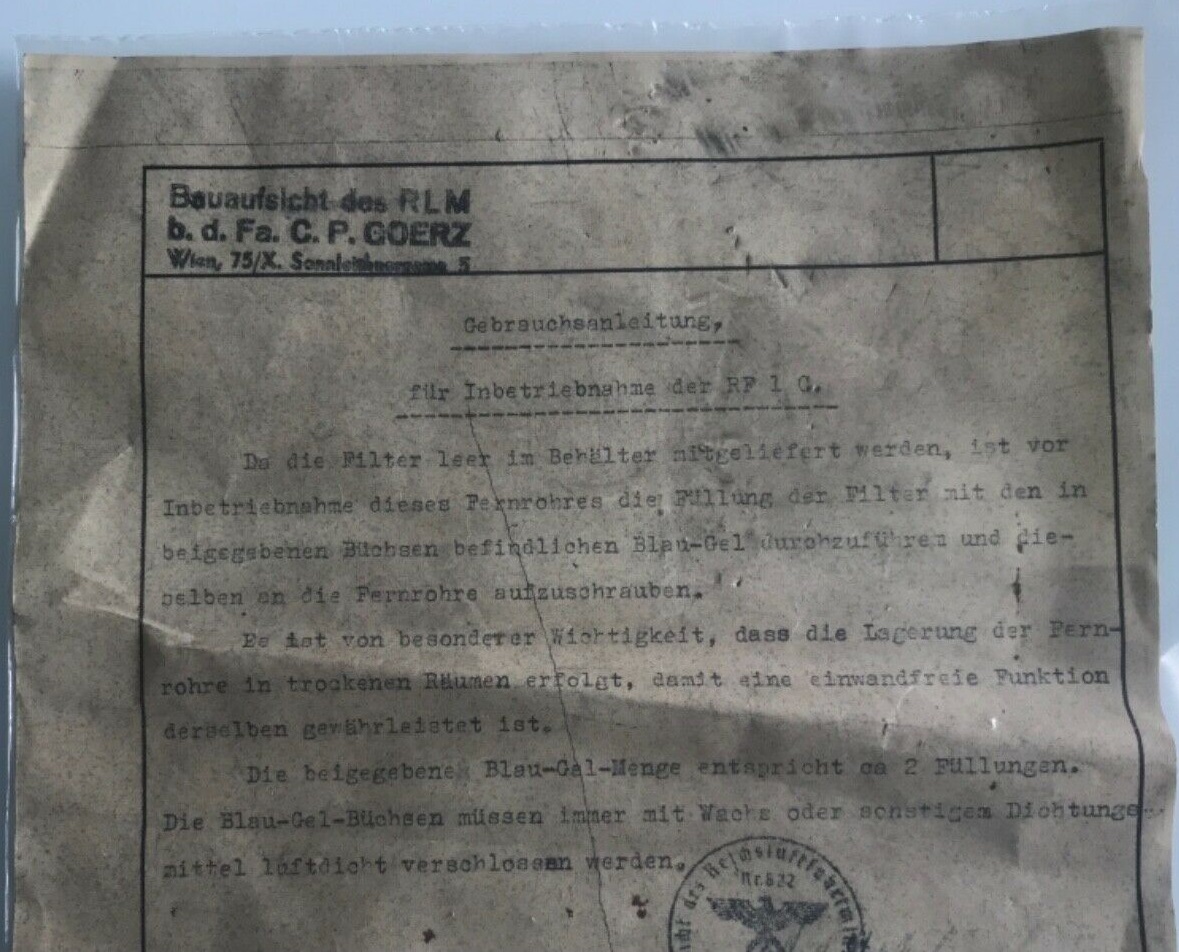 Bauaufsicht des RLM
b. d. Fa. C. P. GOERZ
Wien, 75/X. 5
Gebrauchsanleitung,
für Inbetriebnahme der RF 1 C.
Da die Filter leer im Behälter mitgeliefert werden, ist vor
Inbetriebnahme dieses Fernrohres die Füllung der Filter mit den in
beigegebenen Büchsen befindlichen Blau-Gel durchzuführen und die-
selben an die Fernrohre aufzuschrauben.
Es ist von besonderer Wichtigkeit, dass die Lagerung der Fern-
rohre in trockenen Räumen erfolgt, damit eine einwandfreie Funktion
derselben gewährleistet ist.
Die beigegebene Blau-Gel-Menge entspricht ca 2 Füllungen.
Die Blau-Gel-Büchsen müssen immer mit Wachs oder sonstigem Dichtungs-
mittel luftdicht verschlossen werden.
des Reichsluftfahrtmi
Nr. 622